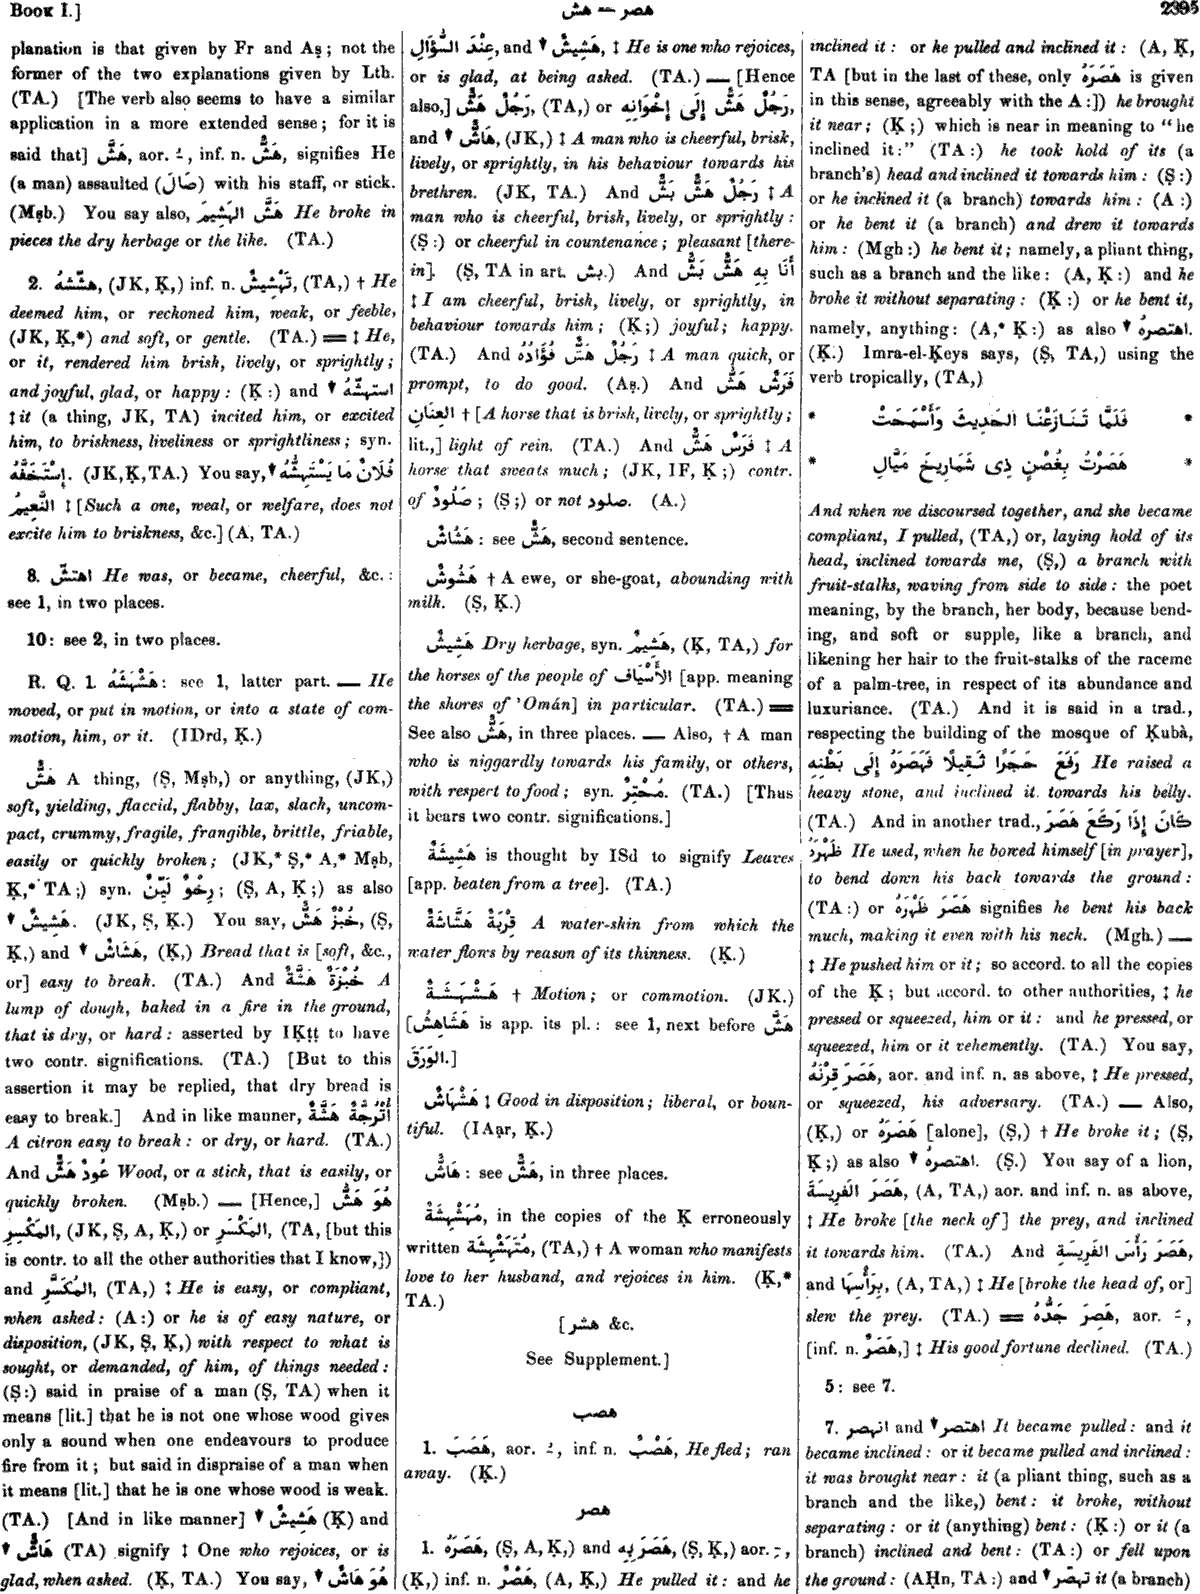 Book I.]
هصر — هش
2395
planation is that given by Fr and Aṣ; not the
former of the two explanations given by Lth.
(TA.) [The verb also seems to have a similar
application in a more extended sense; for it is
said that] هَشَّ, aor. ـُ, inf. n. هَشٌّ, signifies He
(a man) assaulted (صَالَ) with his staff, or stick.
(Mṣb.) You say also, هَشَّ الهَشِيمَ He broke in
pieces the dry herbage or the like. (TA.)
2. هشّشهُ, (JK, Ḳ,) inf. n. تَهْشِيشٌ, (TA,) † He
deemed him, or reckoned him, weak, or feeble,
(JK, Ḳ,*) and soft, or gentle. (TA.) ＝ ‡ He,
or it, rendered him brisk, lively, or sprightly;
and joyful, glad, or happy: (Ḳ:) and ▼ استهشّهُ
‡ it (a thing, JK, TA) incited him, or excited
him, to briskness, liveliness or sprightliness; syn.
إِسْتَخَفَّهُ. (JK, Ḳ, TA.) You say, ▼ فُلَانٌ مَا يَسْتَهِشُّهُ
النَّعِيمُ ‡ [Such a one, weal, or welfare, does not
excite him to briskness, &c.] (A, TA.)
8. اهتشّ He was, or became, cheerful, &c.:
see 1, in two places.
10: see 2, in two places.
R. Q. 1. هَشْهَشَهُ: see 1, latter part. — He
moved, or put in motion, or into a state of com-
motion, him, or it. (IDrd, Ḳ.)
هَشٌّ A thing, (Ṣ, Mṣb,) or anything, (JK,)
soft, yielding, flaccid, flabby, lax, slack, uncom-
pact, crummy, fragile, frangible, brittle, friable,
easily or quickly broken; (JK,* Ṣ,* A,* Mṣb,
Ḳ,* TA;) syn. رِخْوٌ لَيِّنٌ; (Ṣ, A, Ḳ;) as also
▼ هَشِيشٌ. (JK, Ṣ, Ḳ.) You say, خُبْزٌ هَشٌّ, (Ṣ,
Ḳ,) and ▼ هَشَاشٌ, (Ḳ,) Bread that is [soft, &c.,
or] easy to break. (TA.) And خُبْزَةٌ هَشَّةٌ A
lump of dough, baked in a fire in the ground,
that is dry, or hard: asserted by IḲṭṭ to have
two contr. significations. (TA.) [But to this
assertion it may be replied, that dry bread is
easy to break.] And in like manner, أُتْرُجَّةٌ هَشَّةٌ
A citron easy to break: or dry, or hard. (TA.)
And عُودٌ هَشٌّ Wood, or a stick, that is easily, or
quickly broken. (Mṣb.) — [Hence,] هُوَ هَشُّ
المَكْسِرِ, (JK, Ṣ, A, Ḳ,) or المَكْسَرِ, (TA, [but this
is contr. to all the other authorities that I know,])
and المُكَسَّرِ, (TA,) ‡ He is easy, or compliant,
when asked: (A:) or he is of easy nature, or
disposition, (JK, Ṣ, Ḳ,) with respect to what is
sought, or demanded, of him, of things needed:
(Ṣ:) said in praise of a man (Ṣ, TA) when it
means [lit.] that he is not one whose wood gives
only a sound when one endeavours to produce
fire from it; but said in dispraise of a man when
it means [lit.] that he is one whose wood is weak.
(TA.) [And in like manner] ▼ هَشِيشٌ (Ḳ) and
▼ هَاشٌّ (TA) signify ‡ One who rejoices, or is
glad, when asked. (Ḳ, TA.) You say, ▼ هُوَ هَاشٌّ
عِنْدَ السُّؤَالِ, and ▼ هَشِيشٌ, ‡ He is one who rejoices,
or is glad, at being asked. (TA.) — [Hence
also,] رَجُلٌ هَشٌّ, (TA,) or رَجُلٌ هَشٌّ إِلَى إِخْوَانِهِ,
and ▼ هَاشٌّ, (JK,) ‡ A man who is cheerful, brisk,
lively, or sprightly, in his behaviour towards his
brethren. (JK, TA.) And رَجُلٌ هَشٌّ بَشٌّ ‡ A
man who is cheerful, brisk, lively, or sprightly:
(Ṣ:) or cheerful in countenance; pleasant [there-
in]. (Ṣ, TA in art. بش.) And أَنَا بِهِ هَشٌّ بَشٌّ
‡ I am cheerful, brisk, lively, or sprightly, in
behaviour towards him; (Ḳ;) joyful; happy.
(TA.) And رَجُلٌ هَشٌّ فُؤَادُهُ ‡ A man quick, or
prompt, to do good. (Aṣ.) And فَرَسٌ هَشُّ
العِنَانِ † [A horse that is brisk, lively, or sprightly;
lit.,] light of rein. (TA.) And فَرَسٌ هَشٌّ ‡ A
horse that sweats much; (JK, IF, Ḳ;) contr.
of صَلُودٌ; (Ṣ;) or not صلود. (A.)
هَشَاشٌ: see هَشٌّ, second sentence.
هَشُوشٌ † A ewe, or she-goat, abounding with
milk. (Ṣ, Ḳ.)
هَشِيشٌ Dry herbage, syn. هَشِيمٌ, (Ḳ, TA,) for
the horses of the people of الأَسْيَاف [app. meaning
the shores of 'Omán] in particular. (TA.) ＝
See also هَشٌّ, in three places. — Also, † A man
who is niggardly towards his family, or others,
with respect to food; syn. مُحْتِرٌ. (TA.) [Thus
it bears two contr. significations.]
هَشِيشَةٌ is thought by ISd to signify Leaves
[app. beaten from a tree]. (TA.)
قِرْبَةٌ هَشَّاشَةٌ A water-skin from which the
water flows by reason of its thinness. (Ḳ.)
هَشْهَشَةٌ † Motion; or commotion. (JK.)
[هَشَاهِشُ is app. its pl.: see 1, next before هَشَّ
الوَرَقَ.]
هَشْهَاشٌ ‡ Good in disposition; liberal, or boun-
tiful. (IAạr, Ḳ.)
هَاشٌّ: see هَشٌّ, in three places.
مُهَشْهِشَةٌ, in the copies of the Ḳ erroneously
written مُتَهَشْهِشَة, (TA,) † A woman who manifests
love to her husband, and rejoices in him. (Ḳ,*
TA.)
[هشر &c.
See Supplement.]
هصب
1. هَصَبَ, aor. ـِ, inf. n. هَصْبٌ, He fled; ran
away. (Ḳ.)
هصر
1. هَصَرَهُ, (Ṣ, A, Ḳ,) and هَصَرَ بِهِ, (Ṣ, Ḳ,) aor. ـِ,
(Ḳ,) inf. n. هَصْرٌ, (A, Ḳ,) He pulled it: and he
inclined it: or he pulled and inclined it: (A, Ḳ,
TA [but in the last of these, only هَصَرَهُ is given
in this sense, agreeably with the A:]) he brought
it near; (Ḳ;) which is near in meaning to "he
inclined it:" (TA:) he took hold of its (a
branch's) head and inclined it towards him: (Ṣ:)
or he inclined it (a branch) towards him: (A:)
or he bent it (a branch) and drew it towards
him: (Mgh:) he bent it; namely, a pliant thing,
such as a branch and the like: (A, Ḳ:) and he
broke it without separating: (Ḳ:) or he bent it,
namely, anything: (A,* Ḳ:) as also ▼ اهتصرهُ.
(Ḳ.) Imra-el-Ḳeys says, (Ṣ, TA,) using the
verb tropically, (TA,)
* فَلَمَّا تَنَازَعْنَا الحَدِيثَ وَأَسْمَحَتْ *
* هَصَرْتُ بِغُصْنٍ ذِى شَمَارِيخَ مَيَّالِ *
And when we discoursed together, and she became
compliant, I pulled, (TA,) or, laying hold of its
head, inclined towards me, (Ṣ,) a branch with
fruit-stalks, waving from side to side: the poet
meaning, by the branch, her body, because bend-
ing, and soft or supple, like a branch, and
likening her hair to the fruit-stalks of the raceme
of a palm-tree, in respect of its abundance and
luxuriance. (TA.) And it is said in a trad.,
respecting the building of the mosque of Ḳubà,
رَفَعَ حَجَرًا ثَقِيلًا فَهَصَرَهُ إِلَى بَطْنِهِ He raised a
heavy stone, and inclined it towards his belly.
(TA.) And in another trad., كَانَ إِذَا رَكَعَ هَصَرَ
ظَهْرَهُ He used, when he bowed himself [in prayer],
to bend down his back towards the ground:
(TA:) or هَصَرَ ظَهْرَهُ signifies he bent his back
much, making it even with his neck. (Mgh.) —
‡ He pushed him or it; so accord. to all the copies
of the Ḳ; but accord. to other authorities, ‡ he
pressed or squeezed, him or it: and he pressed, or
squeezed, him or it vehemently. (TA.) You say,
هَصَرَ قِرْنَهُ, aor. and inf. n. as above, ‡ He pressed,
or squeezed, his adversary. (TA.) — Also,
(Ḳ,) or هَصَرَهُ [alone], (Ṣ,) † He broke it; (Ṣ,
Ḳ;) as also ▼ اهتصرهُ. (Ṣ.) You say of a lion,
هَصَرَ الفَرِيسَةَ, (A, TA,) aor. and inf. n. as above,
‡ He broke [the neck of] the prey, and inclined
it towards him. (TA.) And هَصَرَ رَأْسَ الفَرِيسَةِ,
and بِرَأْسِهَا, (A, TA,) ‡ He [broke the head of, or]
slew the prey. (TA.) ＝ هَصِرَ جَدُّهُ, aor. ـَ,
[inf. n. هَصَرٌ,] ‡ His good fortune declined. (TA.)
5: see 7.
7. انهصر and ▼ اهتصر It became pulled: and it
became inclined: or it became pulled and inclined:
it was brought near: it (a pliant thing, such as a
branch and the like,) bent: it broke, without
separating: or it (anything) bent: (Ḳ:) or it (a
branch) inclined and bent: (TA:) or fell upon
the ground: (AḤn, TA:) and ▼ تهصّر it (a branch)